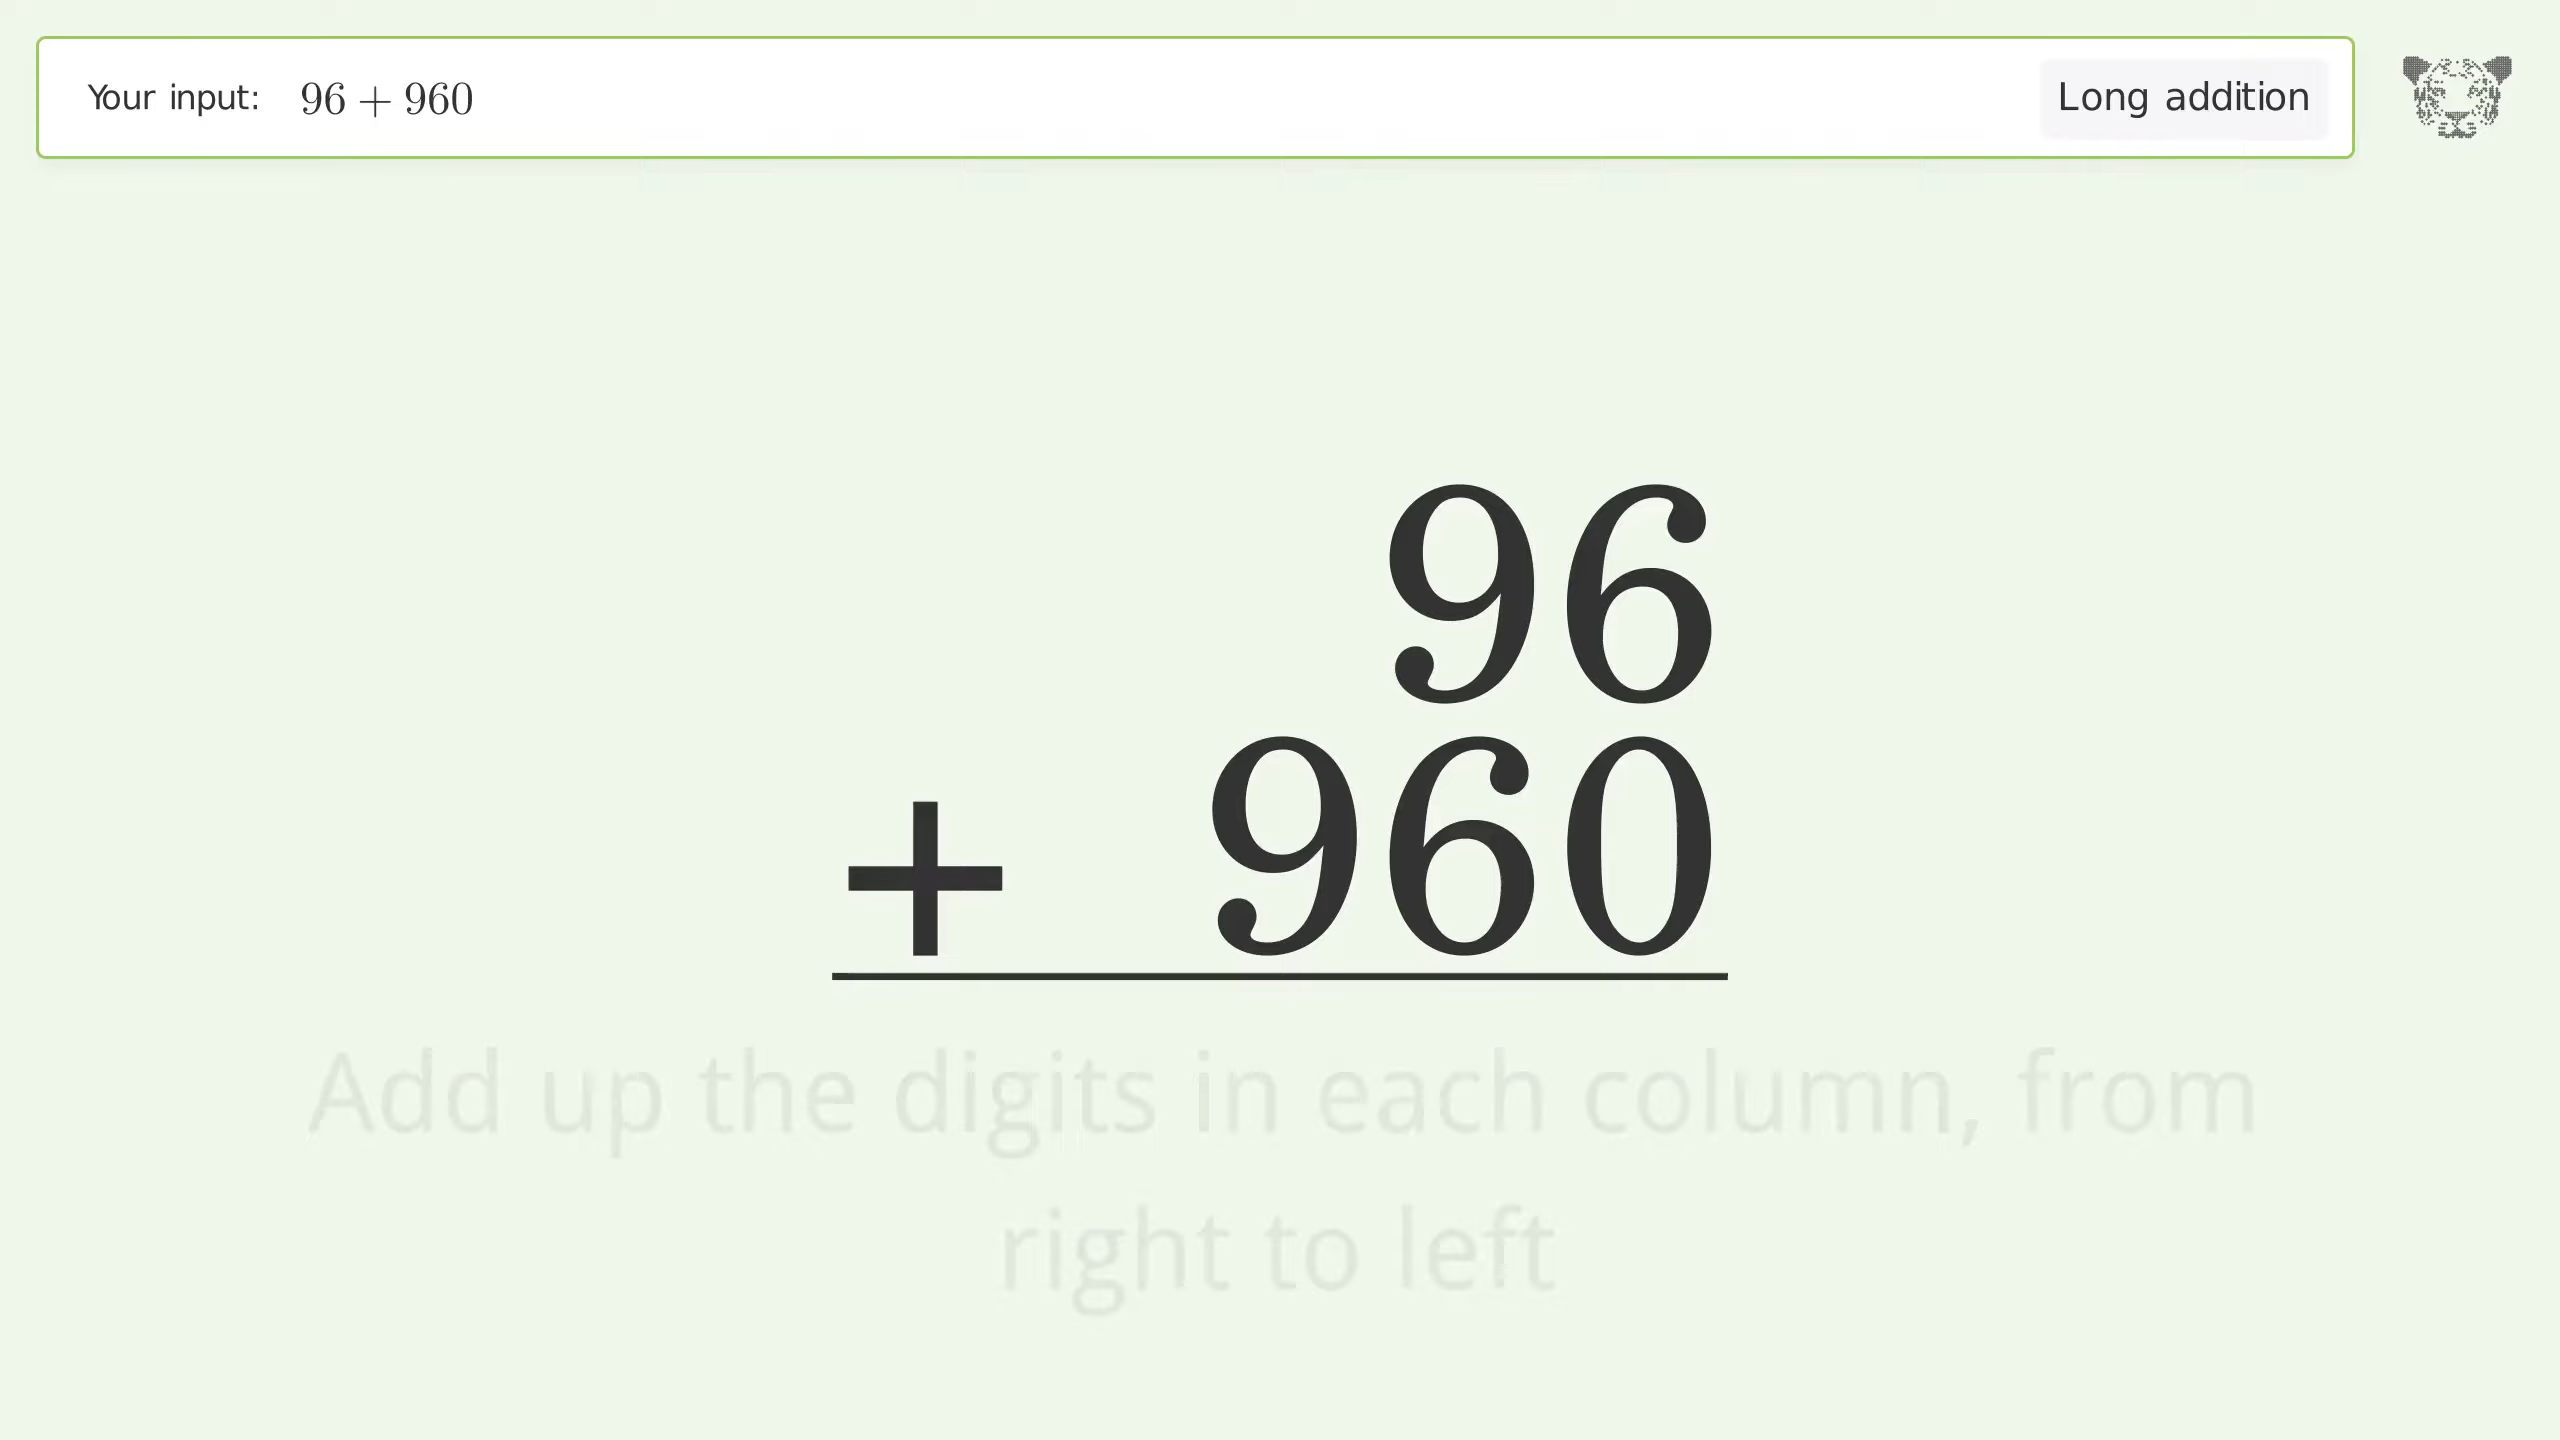 Your input: 96 + 960
Long addition
96
+ 960
Add up the digits in each column, from
right to left